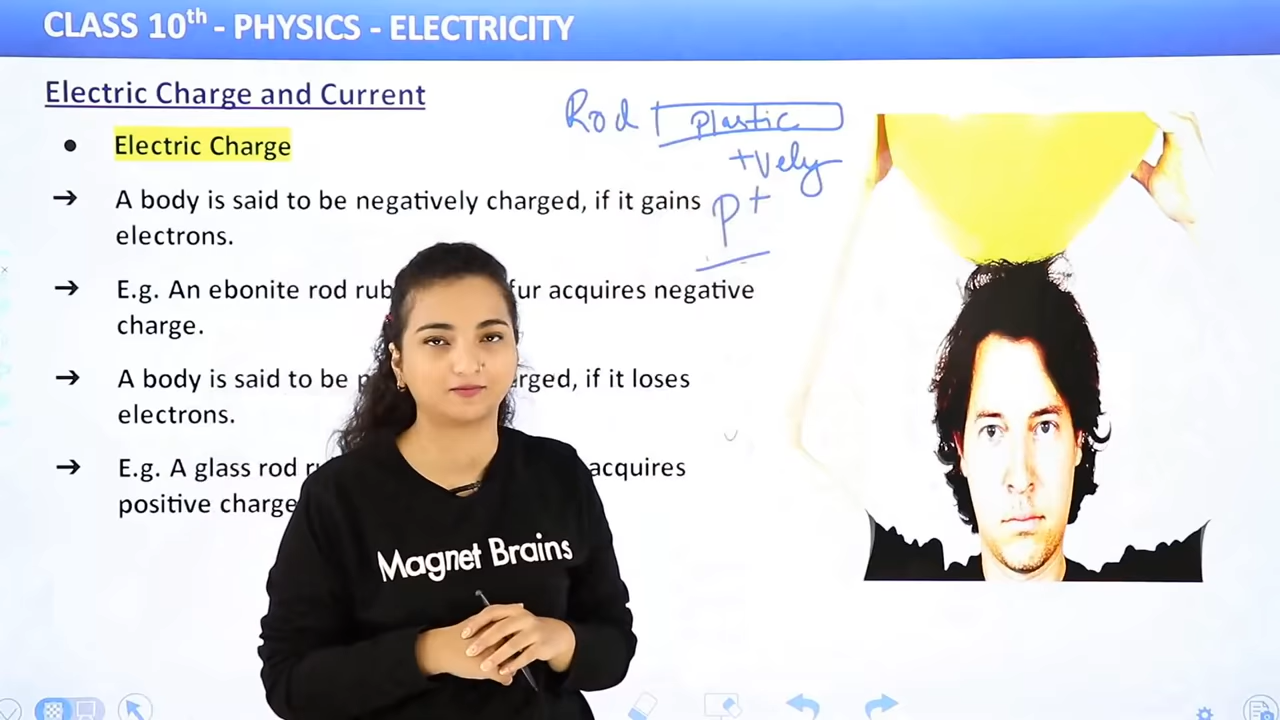 CLASS 10th - PHYSICS - ELECTRICITY
Electric Charge and Current
Rod plastic
+vely
P+
• Electric Charge
→ A body is said to be negatively charged, if it gains
electrons.
→ E.g. An ebonite rod rub fur acquires negative
charge.
→ A body is said to be p arged, if it loses
electrons.
→ E.g. A glass rod r acquires
positive charge
Magnet Brains